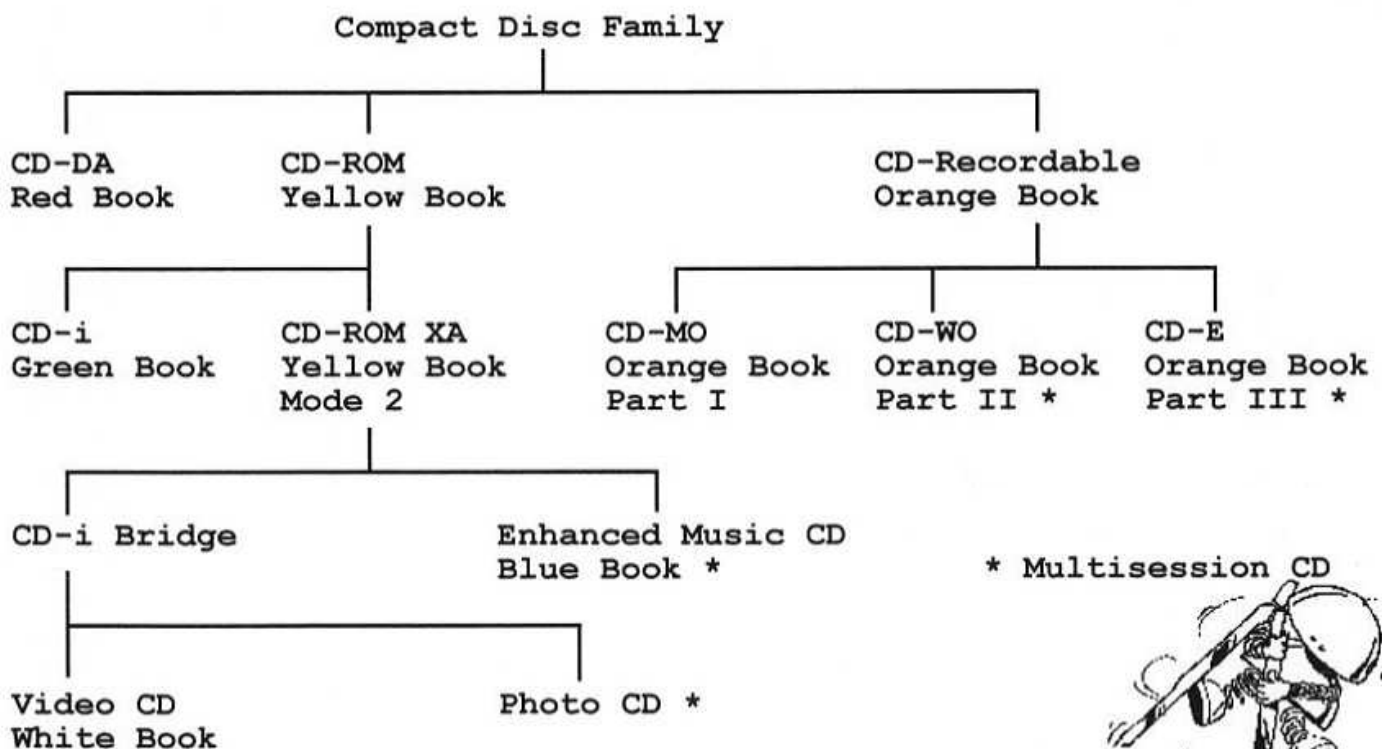 Compact Disc Family
CD-DA
Red Book
CD-ROM
Yellow Book
CD-Recordable
Orange Book
CD-i
Green Book
CD-ROM XA
Yellow Book
Mode 2
CD-MO
Orange Book
Part I
CD-WO
Orange Book
Part II *
CD-E
Orange Book
Part III *
CD-i Bridge
Enhanced Music CD
Blue Book *
* Multisession CD
Video CD
White Book
Photo CD *